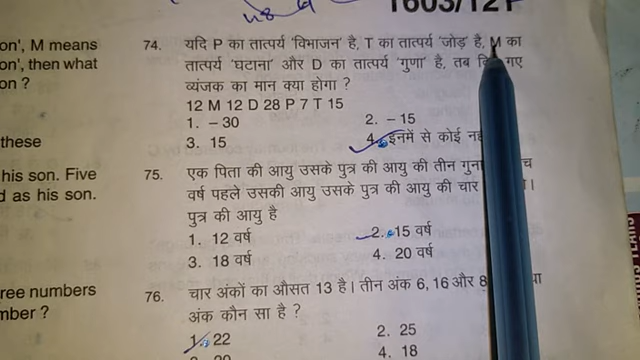 1603/12
on', M means
on', then what
on ?
these
his son. Five
d as his son.
ree numbers
mber ?
74. यदि P का तात्पर्य 'विभाजन' है, T का तात्पर्य 'जोड़' है, M का
तात्पर्य 'घटाना' और D का तात्पर्य 'गुणा' है, तब गए
व्यंजक का मान क्या होगा ?
12 M 12 D 28 P 7 T 15
1. – 30 2. – 15
3. 15 4. इनमें से कोई
75. एक पिता की आयु उसके पुत्र की आयु की तीन
वर्ष पहले उसकी आयु उसके पुत्र की आयु की चार
पुत्र की आयु है
1. 12 वर्ष 2. 15 वर्ष
3. 18 वर्ष 4. 20 वर्ष
76. चार अंकों का औसत 13 है। तीन अंक 6, 16 और 8
अंक कौन सा है ?
1. 22 2. 25
4. 18